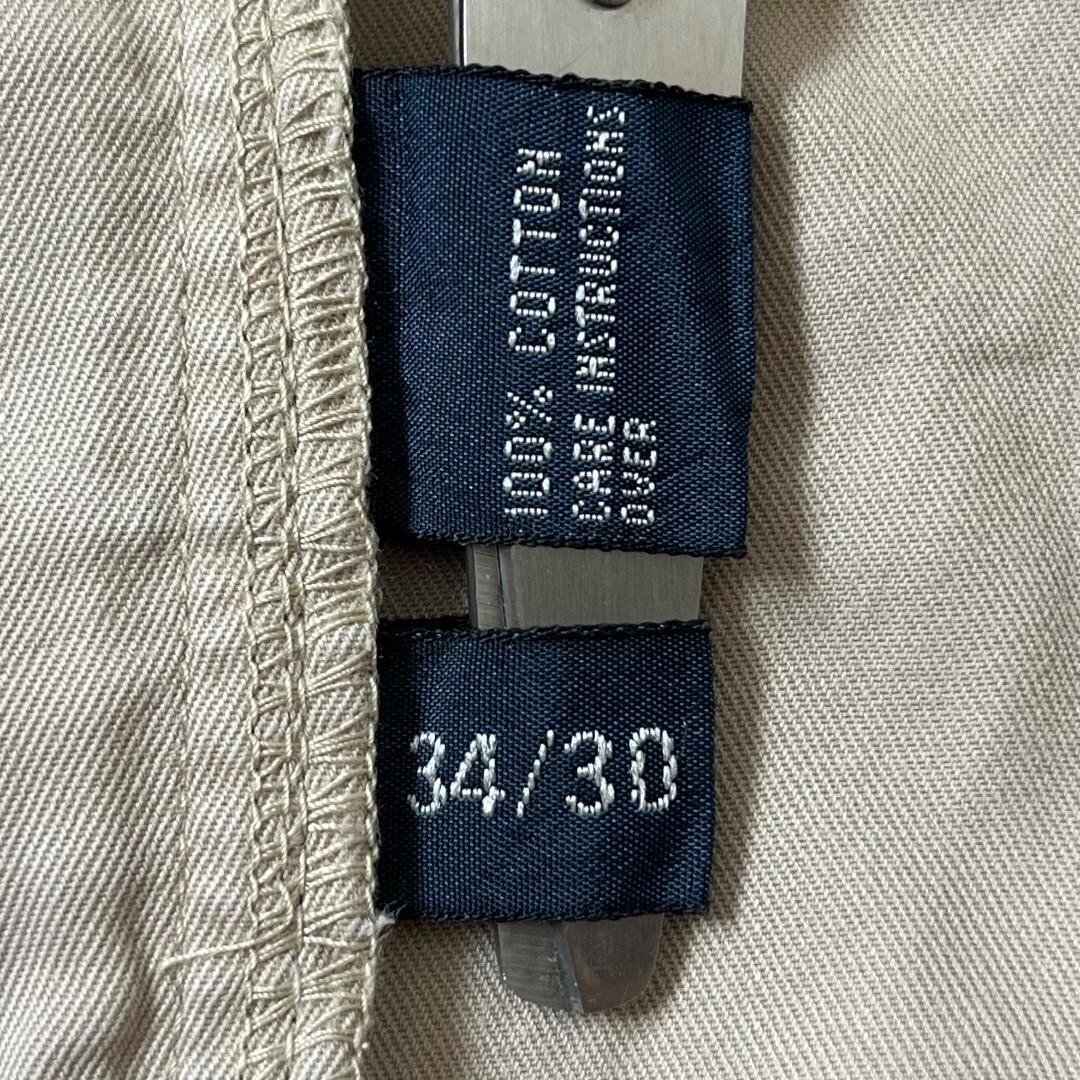 100% COTTON
CARE INSTRUCTIONS
OVER
34/30